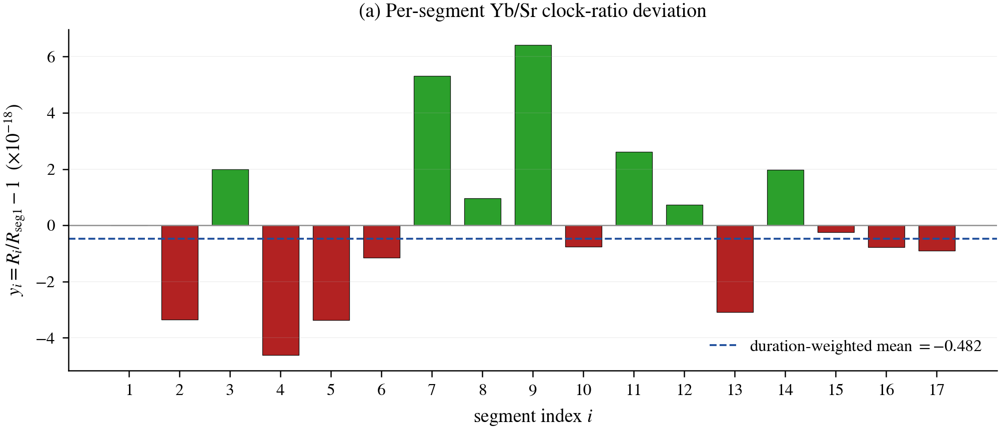 (a) Per-segment Yb/Sr clock-ratio deviation
y_i = R_i/R_seg1 − 1 (×10⁻¹⁸)
6
4
2
0
−2
−4
duration-weighted mean = −0.482
1 2 3 4 5 6 7 8 9 10 11 12 13 14 15 16 17
segment index i